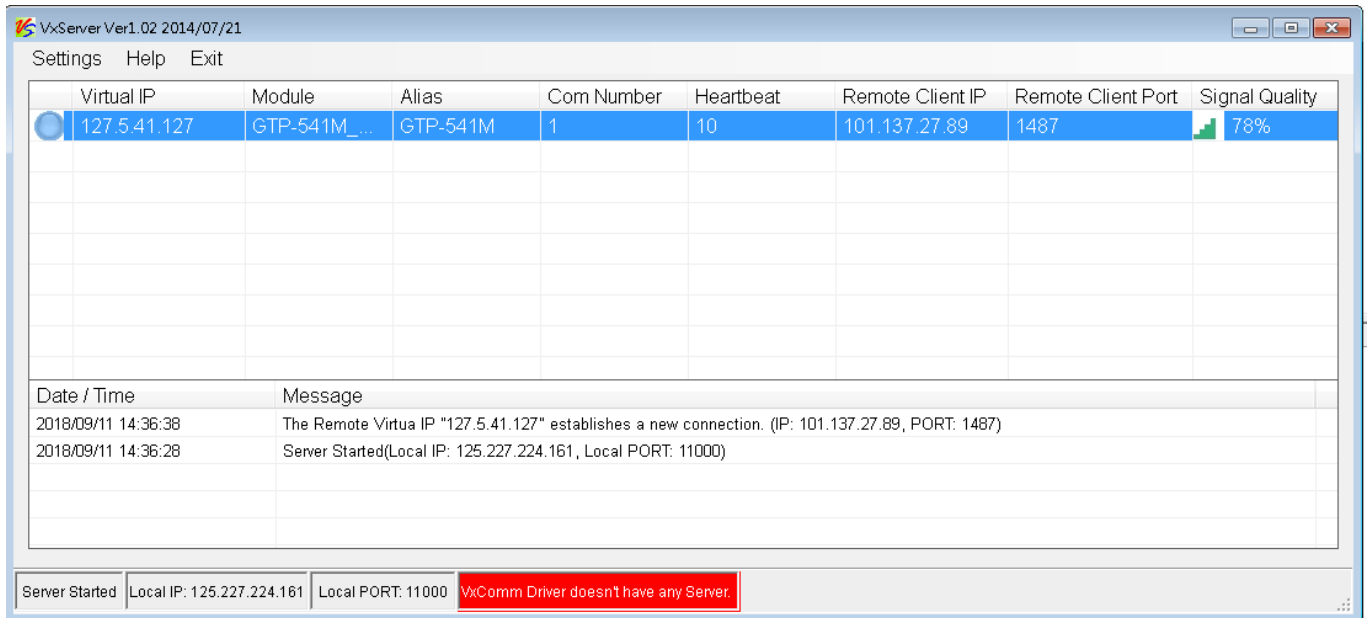 VxServer Ver1.02 2014/07/21
Settings Help Exit
Virtual IP Module Alias Com Number Heartbeat Remote Client IP Remote Client Port Signal Quality
127.5.41.127 GTP-541M_... GTP-541M 1 10 101.137.27.89 1487 78%
Date / Time Message
2018/09/11 14:36:38 The Remote Virtua IP "127.5.41.127" establishes a new connection. (IP: 101.137.27.89, PORT: 1487)
2018/09/11 14:36:28 Server Started(Local IP: 125.227.224.161, Local PORT: 11000)
Server Started Local IP: 125.227.224.161 Local PORT: 11000 VxComm Driver doesn't have any Server.